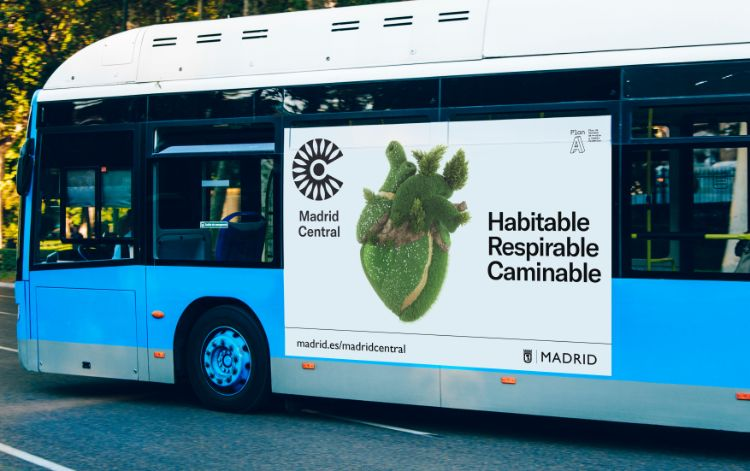 Madrid
Central
Habitable
Respirable
Caminable
Plan
A
madrid.es/madridcentral
MADRID